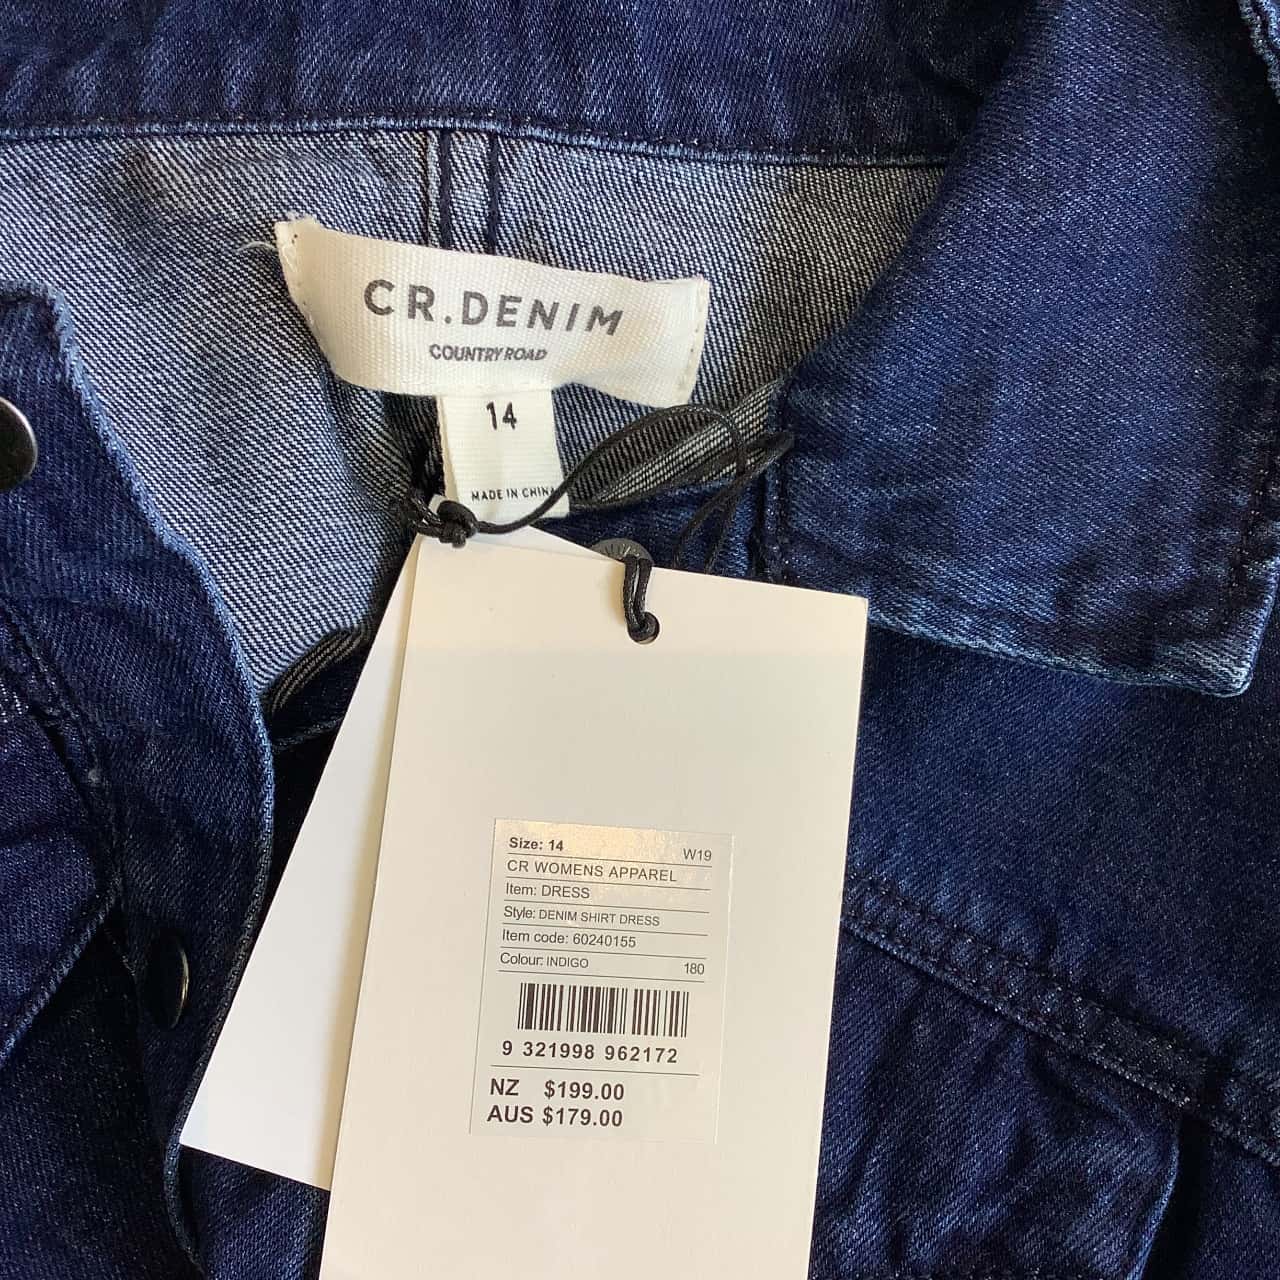 CR.DENIM
COUNTRY ROAD
14
MADE IN CHINA
Size: 14 W19
CR WOMENS APPAREL
Item: DRESS
Style: DENIM SHIRT DRESS
Item code: 60240155
Colour: INDIGO 180
9 321998 962172
NZ $199.00
AUS $179.00